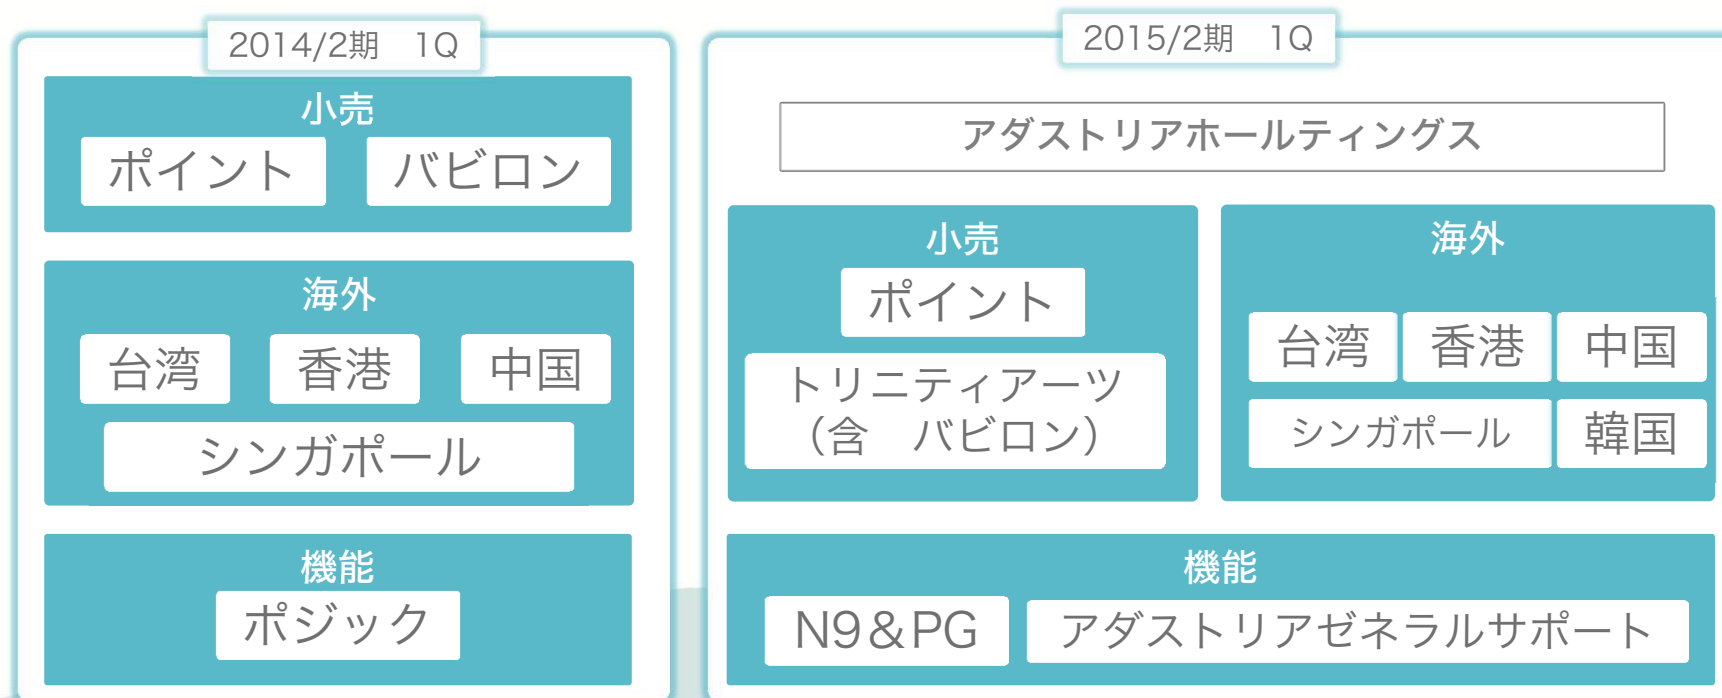 2014/2期　1Q
小売
ポイント
バビロン
海外
台湾
香港
中国
シンガポール
機能
ポジック
2015/2期　1Q
アダストリアホールティングス
小売
ポイント
トリニティアーツ
（含　バビロン）
海外
台湾
香港
中国
シンガポール
韓国
機能
N9＆PG
アダストリアゼネラルサポート